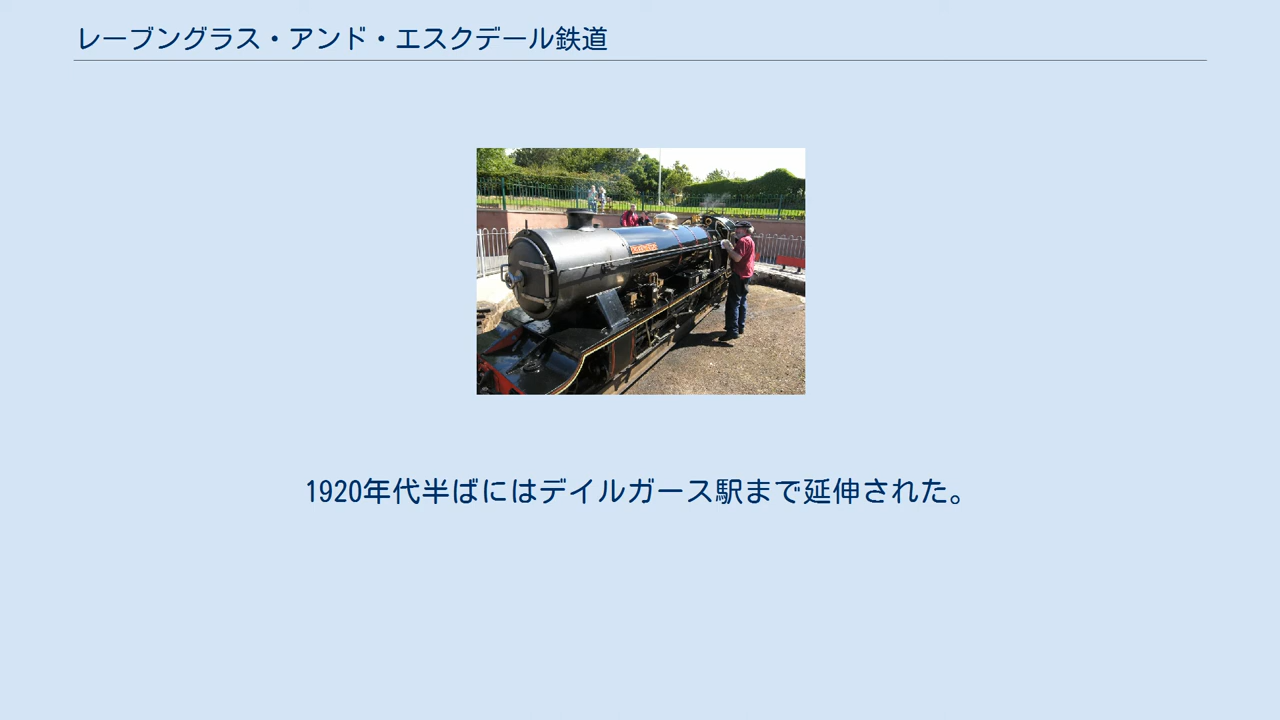 レーブングラス・アンド・エスクデール鉄道
1920年代半ばにはデイルガース駅まで延伸された。